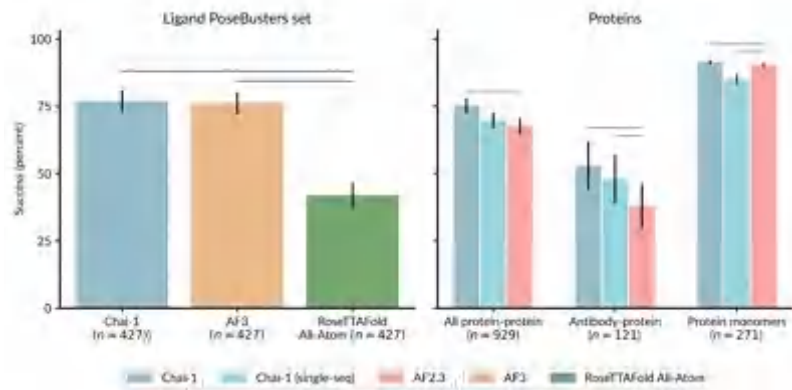 Ligand PoseBusters set
Proteins
Success (percent)
100
75
50
25
0
Chai-1
(n = 427))
AF3
(n = 427)
RoseTTAFold
All-Atom (n = 427)
All protein-protein
(n = 929)
Antibody-protein
(n = 121)
Protein monomers
(n = 271)
Chai-1
Chai-1 (single-seq)
AF2.3
AF3
RoseTTAFold All-Atom